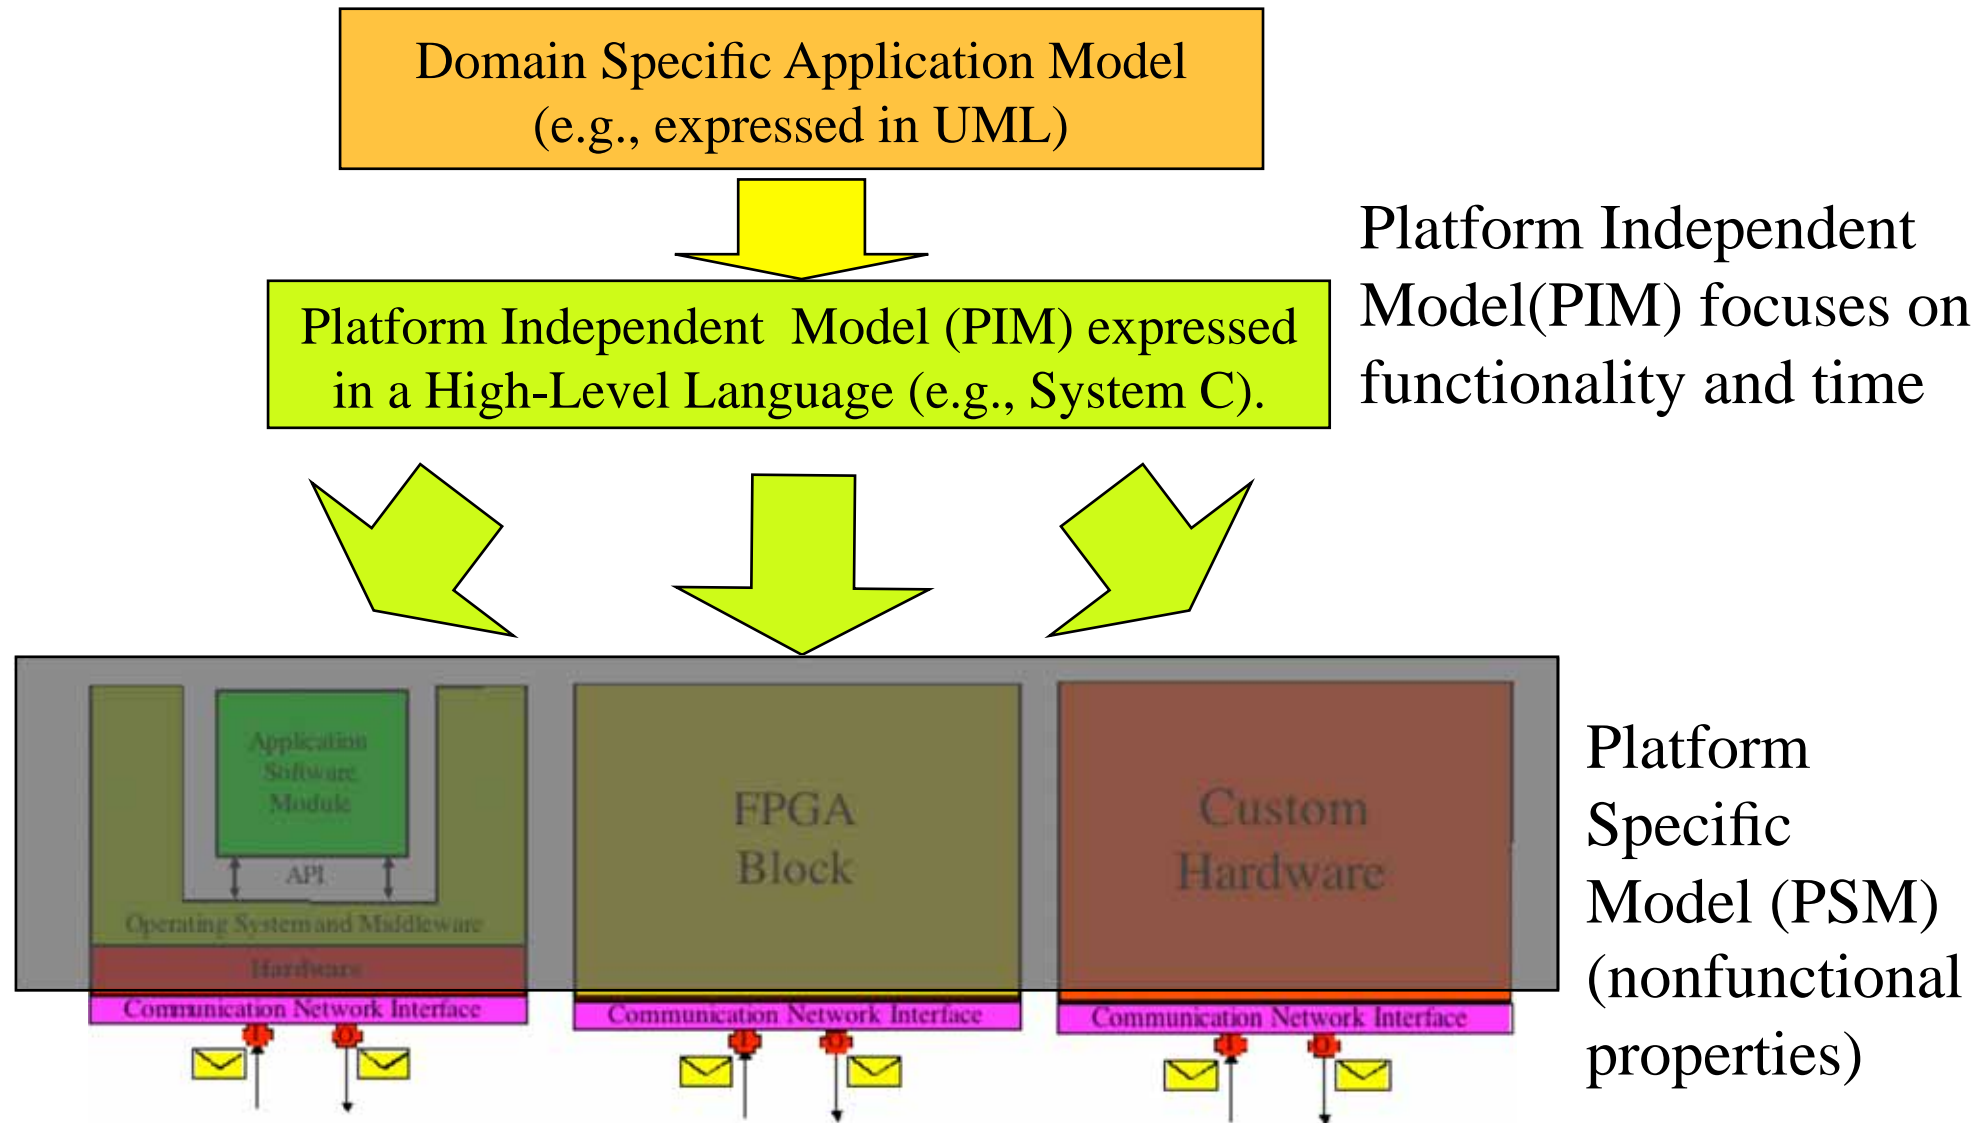 Domain Specific Application Model
(e.g., expressed in UML)
Platform Independent Model (PIM) expressed
in a High-Level Language (e.g., System C).
Platform Independent
Model(PIM) focuses on
functionality and time
Application
Software
Module
API
Operating System and Middleware
Hardware
Communication Network Interface
I
O
FPGA
Block
Communication Network Interface
I
O
Custom
Hardware
Communication Network Interface
I
O
Platform
Specific
Model (PSM)
(nonfunctional
properties)